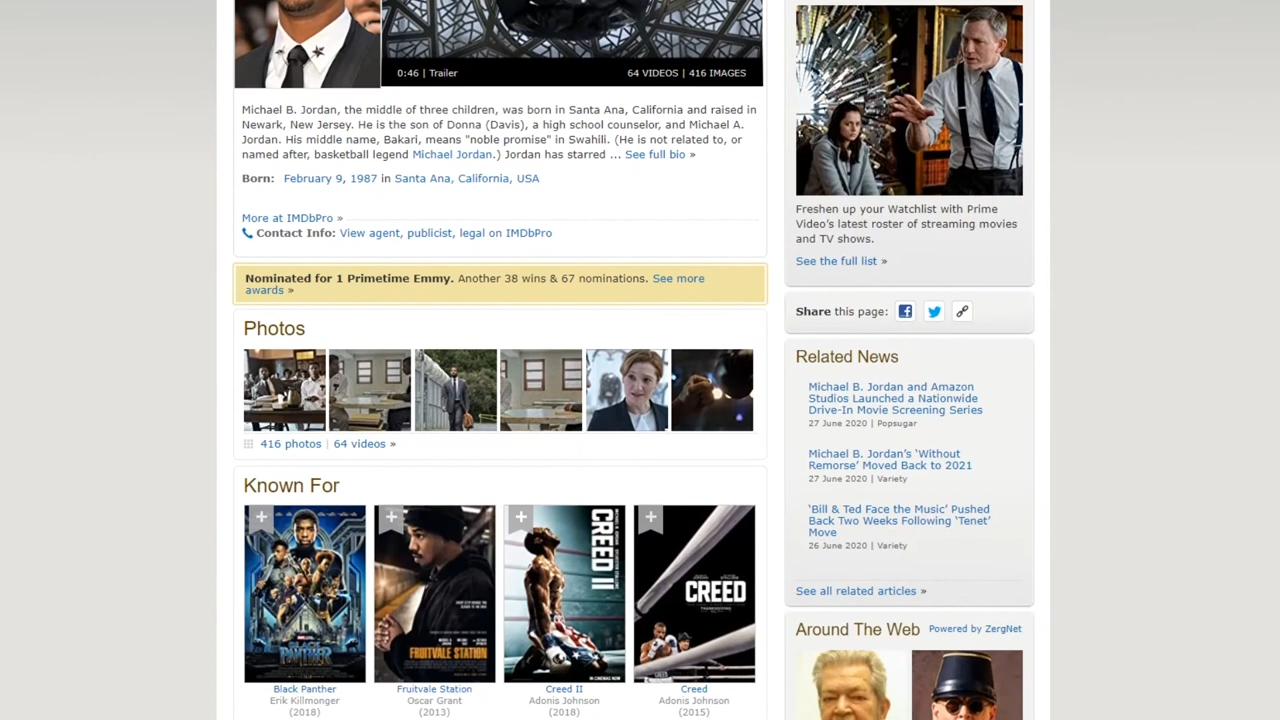 0:46 | Trailer
64 VIDEOS | 416 IMAGES
Michael B. Jordan, the middle of three children, was born in Santa Ana, California and raised in
Newark, New Jersey. He is the son of Donna (Davis), a high school counselor, and Michael A.
Jordan. His middle name, Bakari, means "noble promise" in Swahili. (He is not related to, or
named after, basketball legend Michael Jordan.) Jordan has starred ... See full bio »
Born: February 9, 1987 in Santa Ana, California, USA
More at IMDbPro »
Contact Info: View agent, publicist, legal on IMDbPro
Nominated for 1 Primetime Emmy. Another 38 wins & 67 nominations. See more
awards »
Photos
416 photos | 64 videos »
Known For
CREED II
FRUITVALE STATION
PANTHER
CREED
Black Panther
Erik Killmonger
(2018)
Fruitvale Station
Oscar Grant
(2013)
Creed II
Adonis Johnson
(2018)
Creed
Adonis Johnson
(2015)
Freshen up your Watchlist with Prime
Video's latest roster of streaming movies
and TV shows.
See the full list »
Share this page:
Related News
Michael B. Jordan and Amazon
Studios Launched a Nationwide
Drive-In Movie Screening Series
27 June 2020 | Popsugar
Michael B. Jordan's 'Without
Remorse' Moved Back to 2021
27 June 2020 | Variety
'Bill & Ted Face the Music' Pushed
Back Two Weeks Following 'Tenet'
Move
26 June 2020 | Variety
See all related articles »
Around The Web
Powered by ZergNet